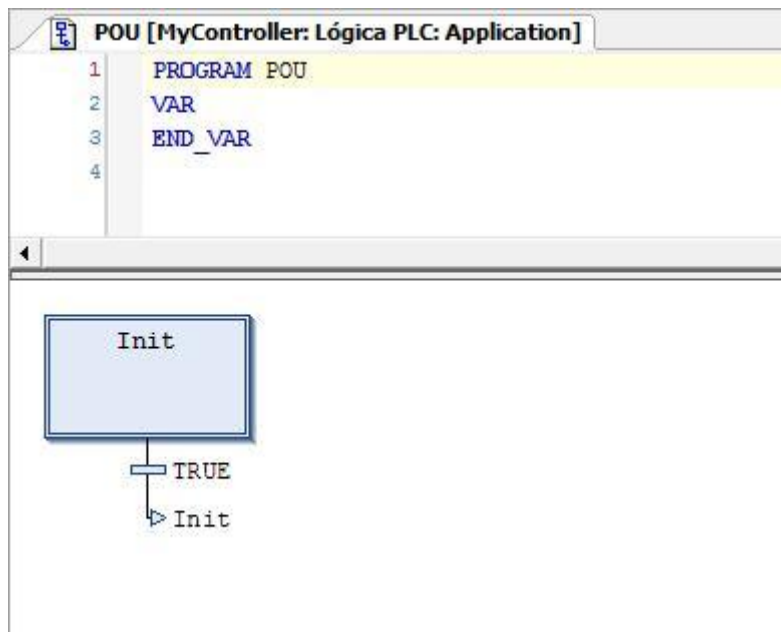 POU [MyController: Lógica PLC: Application]
1 PROGRAM POU
2 VAR
3 END_VAR
4
Init
TRUE
Init